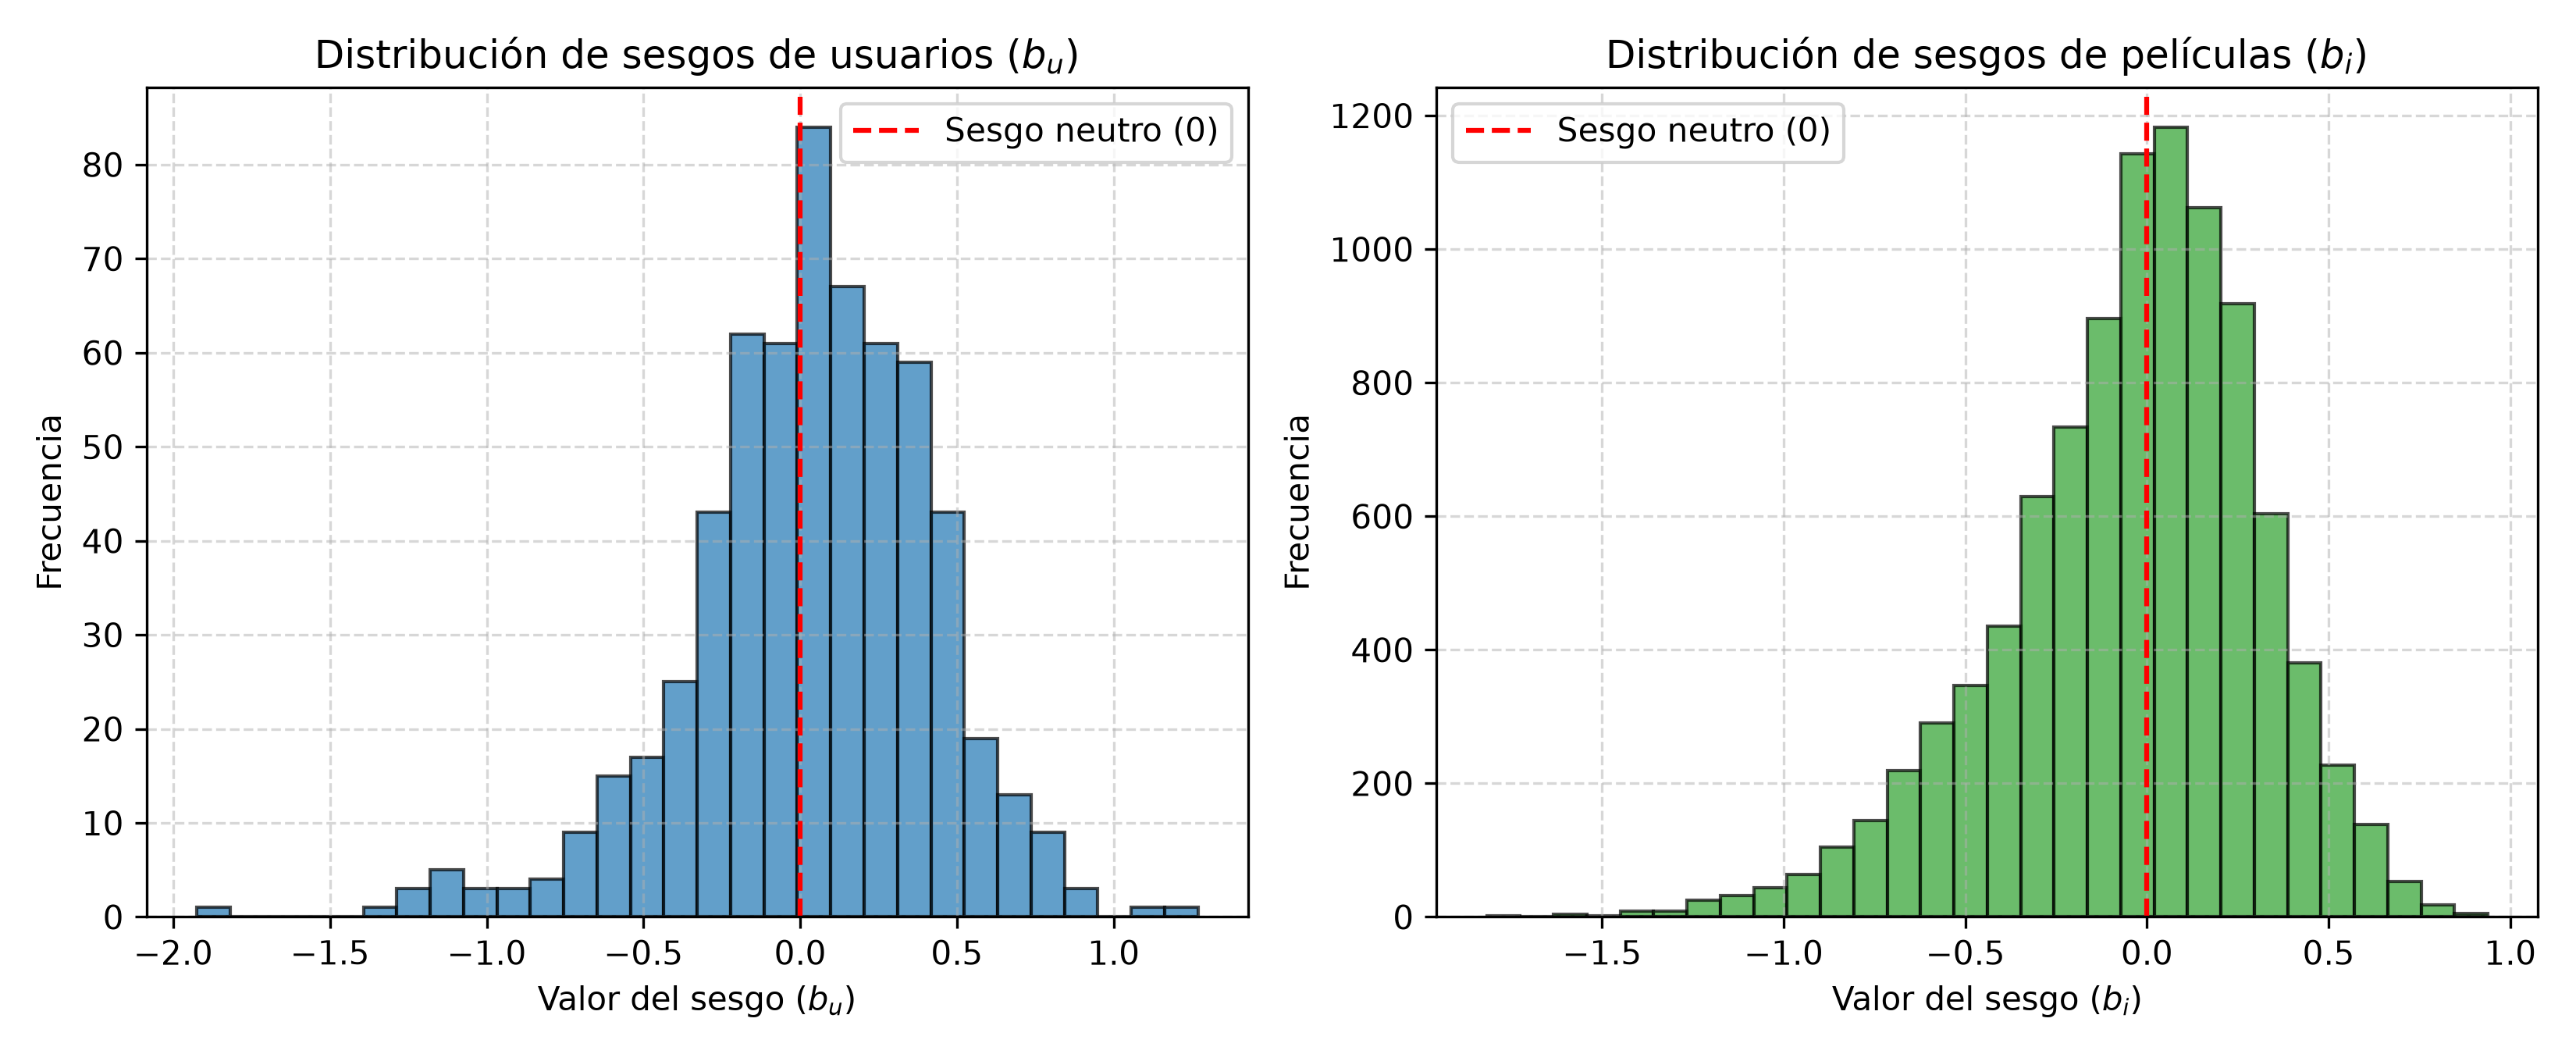 Distribución de sesgos de usuarios (b_u)
Sesgo neutro (0)
Frecuencia
80
70
60
50
40
30
20
10
0
−2.0 −1.5 −1.0 −0.5 0.0 0.5 1.0
Valor del sesgo (b_u)
Distribución de sesgos de películas (b_i)
Sesgo neutro (0)
Frecuencia
1200
1000
800
600
400
200
0
−1.5 −1.0 −0.5 0.0 0.5 1.0
Valor del sesgo (b_i)